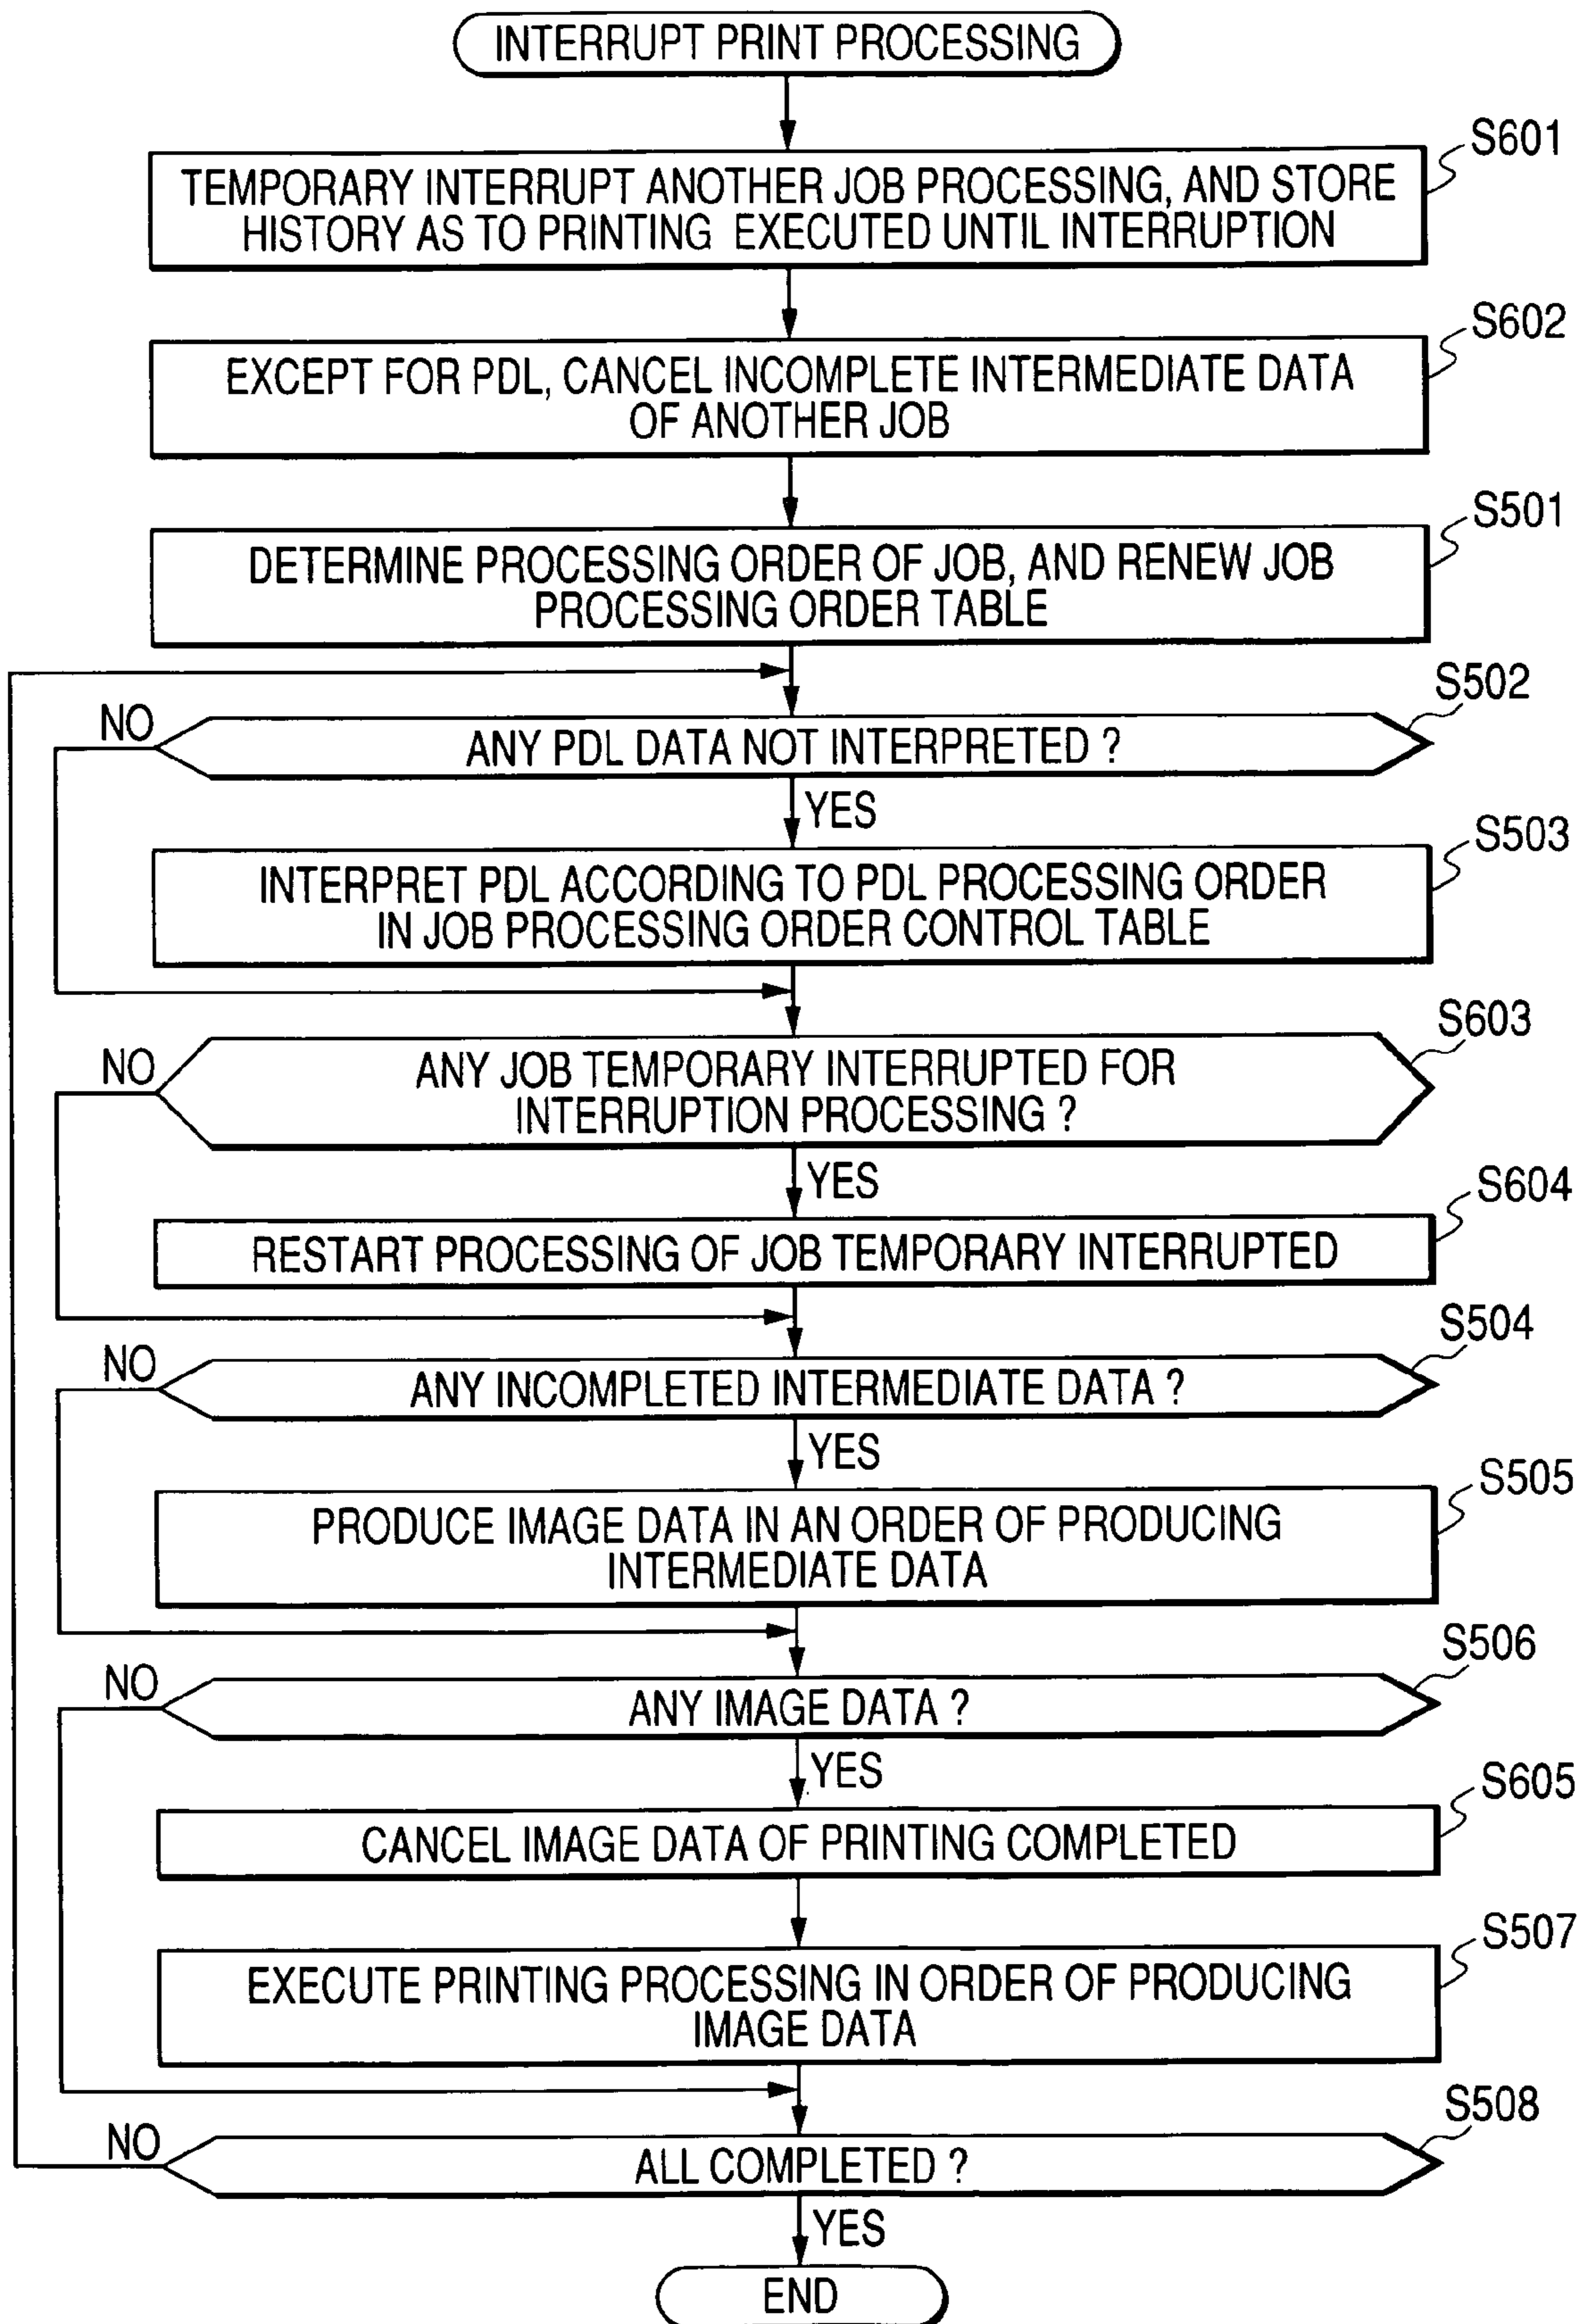 INTERRUPT PRINT PROCESSING
S601
TEMPORARY INTERRUPT ANOTHER JOB PROCESSING, AND STORE
HISTORY AS TO PRINTING EXECUTED UNTIL INTERRUPTION
S602
EXCEPT FOR PDL, CANCEL INCOMPLETE INTERMEDIATE DATA
OF ANOTHER JOB
S501
DETERMINE PROCESSING ORDER OF JOB, AND RENEW JOB
PROCESSING ORDER TABLE
S502
NO
ANY PDL DATA NOT INTERPRETED ?
YES
S503
INTERPRET PDL ACCORDING TO PDL PROCESSING ORDER
IN JOB PROCESSING ORDER CONTROL TABLE
S603
NO
ANY JOB TEMPORARY INTERRUPTED FOR
INTERRUPTION PROCESSING ?
YES
S604
RESTART PROCESSING OF JOB TEMPORARY INTERRUPTED
S504
NO
ANY INCOMPLETED INTERMEDIATE DATA ?
YES
S505
PRODUCE IMAGE DATA IN AN ORDER OF PRODUCING
INTERMEDIATE DATA
S506
NO
ANY IMAGE DATA ?
YES
S605
CANCEL IMAGE DATA OF PRINTING COMPLETED
S507
EXECUTE PRINTING PROCESSING IN ORDER OF PRODUCING
IMAGE DATA
S508
NO
ALL COMPLETED ?
YES
END